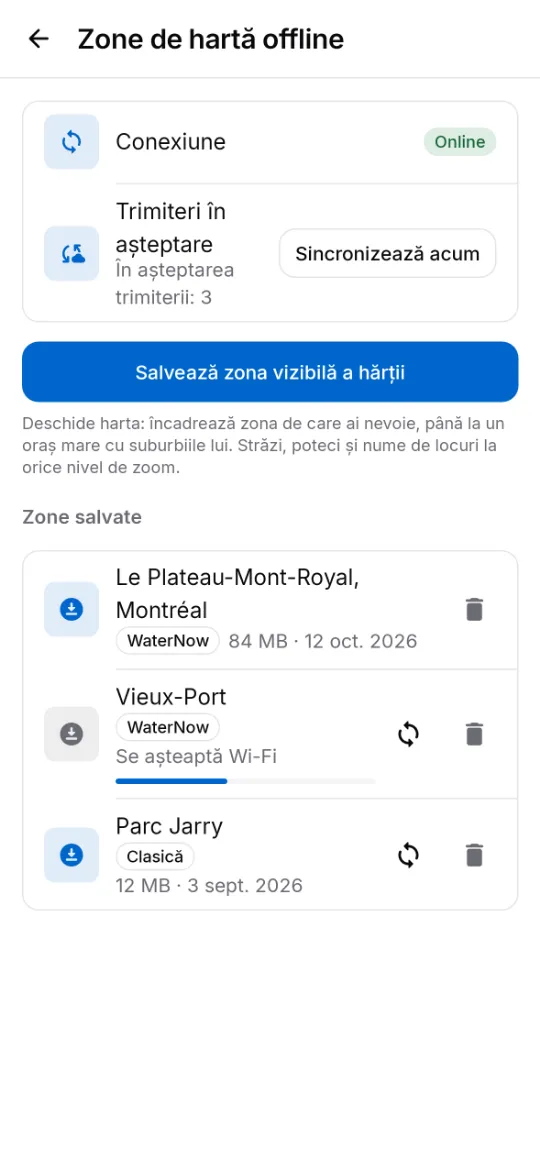 Zone de hartă offline
Conexiune
Online
Trimiteri în
așteptare
În așteptarea
trimiterii: 3
Sincronizează acum
Salvează zona vizibilă a hărții
Deschide harta: încadrează zona de care ai nevoie, până la un
oraș mare cu suburbiile lui. Străzi, poteci și nume de locuri la
orice nivel de zoom.
Zone salvate
Le Plateau-Mont-Royal,
Montréal
WaterNow 84 MB · 12 oct. 2026
Vieux-Port
WaterNow
Se așteaptă Wi-Fi
Parc Jarry
Clasică
12 MB · 3 sept. 2026